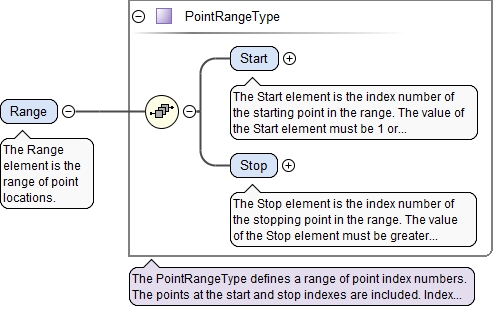 PointRangeType
Start
The Start element is the index number of
the starting point in the range. The value of
the Start element must be 1 or...
Range
The Range
element is the
range of point
locations.
Stop
The Stop element is the index number of
the stopping point in the range. The value
of the Stop element must be greater...
The PointRangeType defines a range of point index numbers.
The points at the start and stop indexes are included. Index...